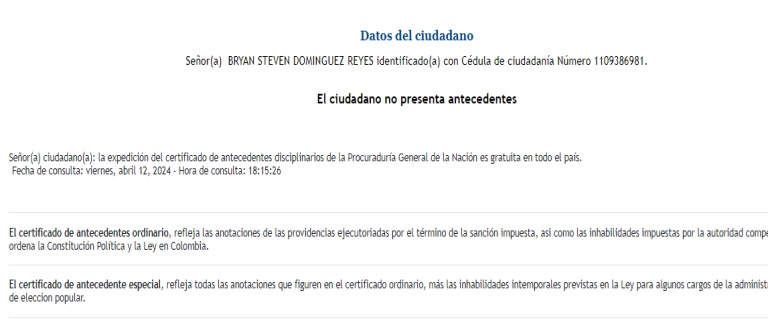 Datos del ciudadano
Señor(a) BRYAN STEVEN DOMINGUEZ REYES identificado(a) con Cédula de ciudadanía Número 1109386981.
El ciudadano no presenta antecedentes
Señor(a) ciudadano(a): la expedición del certificado de antecedentes disciplinarios de la Procuraduría General de la Nación es gratuita en todo el país.
Fecha de consulta: viernes, abril 12, 2024 - Hora de consulta: 18:15:26
El certificado de antecedentes ordinario, refleja las anotaciones de las providencias ejecutoriadas por el término de la sanción impuesta, asi como las inhabilidades impuestas por la autoridad compe
ordena la Constitución Política y la Ley en Colombia.
El certificado de antecedente especial, refleja todas las anotaciones que figuren en el certificado ordinario, más las inhabilidades intemporales previstas en la Ley para algunos cargos de la administ
de eleccion popular.